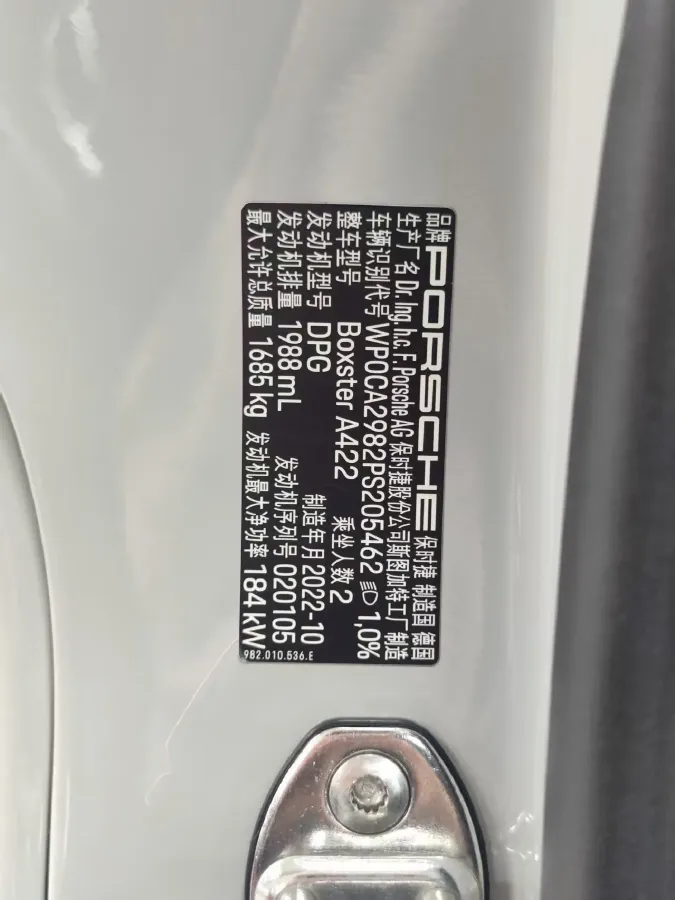 品牌 PORSCHE 保时捷 制造国 德国
生产厂名 Dr. Ing. h.c. F. Porsche AG 保时捷股份公司斯图加特工厂制造
车辆识别代号 WP0CA2982PS205462 1,0%
整车型号 Boxster A422 乘坐人数 2
发动机型号 DPG 制造年月 2022-10
发动机排量 1988 mL 发动机序列号 020105
最大允许总质量 1685 kg 发动机最大净功率 184 kW
9B2.010.536.E